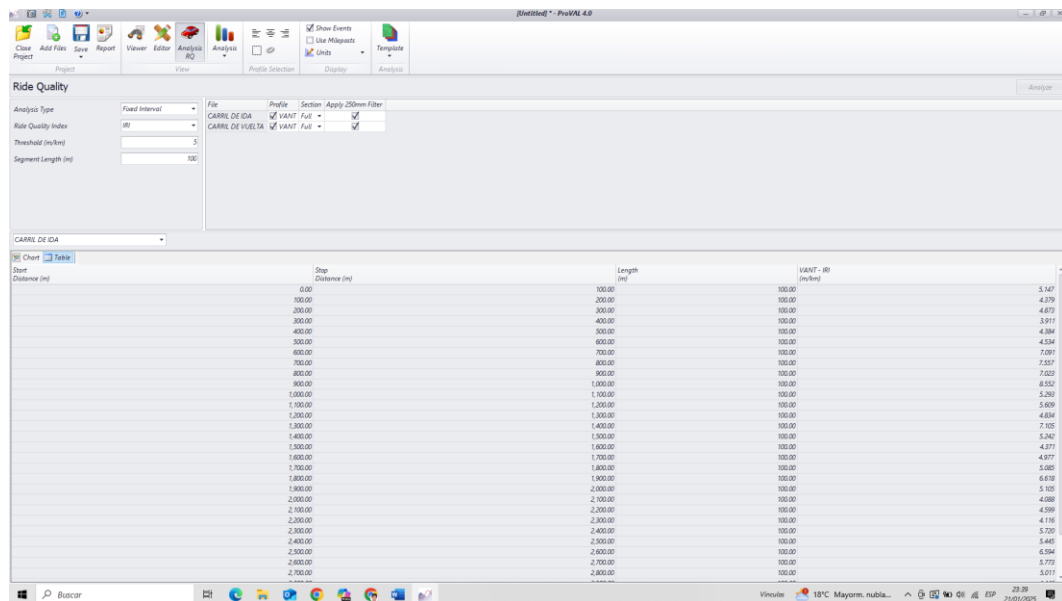 [Untitled] * - ProVAL 4.0
Close Project Add Files Save Report Viewer Editor Analysis RQ Analysis Show Events Use Mileposts Units Template
Project View Profile Selection Display Analysis
Ride Quality Analyze
Analysis Type Fixed Interval
Ride Quality Index IRI
Threshold (m/km) 5
Segment Length (m) 100
File Profile Section Apply 250mm Filter
CARRIL DE IDA VANT Full
CARRIL DE VUELTA VANT Full
CARRIL DE IDA
Chart Table
Start Distance (m) Stop Distance (m) Length (m) VANT - IRI (m/km)
0.00 100.00 100.00 5.147
100.00 200.00 100.00 4.379
200.00 300.00 100.00 4.873
300.00 400.00 100.00 3.911
400.00 500.00 100.00 4.384
500.00 600.00 100.00 4.534
600.00 700.00 100.00 7.091
700.00 800.00 100.00 7.557
800.00 900.00 100.00 7.023
900.00 1,000.00 100.00 8.552
1,000.00 1,100.00 100.00 5.293
1,100.00 1,200.00 100.00 5.609
1,200.00 1,300.00 100.00 4.834
1,300.00 1,400.00 100.00 7.105
1,400.00 1,500.00 100.00 5.242
1,500.00 1,600.00 100.00 4.371
1,600.00 1,700.00 100.00 4.977
1,700.00 1,800.00 100.00 5.085
1,800.00 1,900.00 100.00 6.618
1,900.00 2,000.00 100.00 5.105
2,000.00 2,100.00 100.00 4.088
2,100.00 2,200.00 100.00 4.599
2,200.00 2,300.00 100.00 4.116
2,300.00 2,400.00 100.00 5.720
2,400.00 2,500.00 100.00 5.445
2,500.00 2,600.00 100.00 6.594
2,600.00 2,700.00 100.00 5.773
2,700.00 2,800.00 100.00 5.011
Buscar Vínculos 18°C Mayorm. nubla... ESP 23:39
21/01/2025